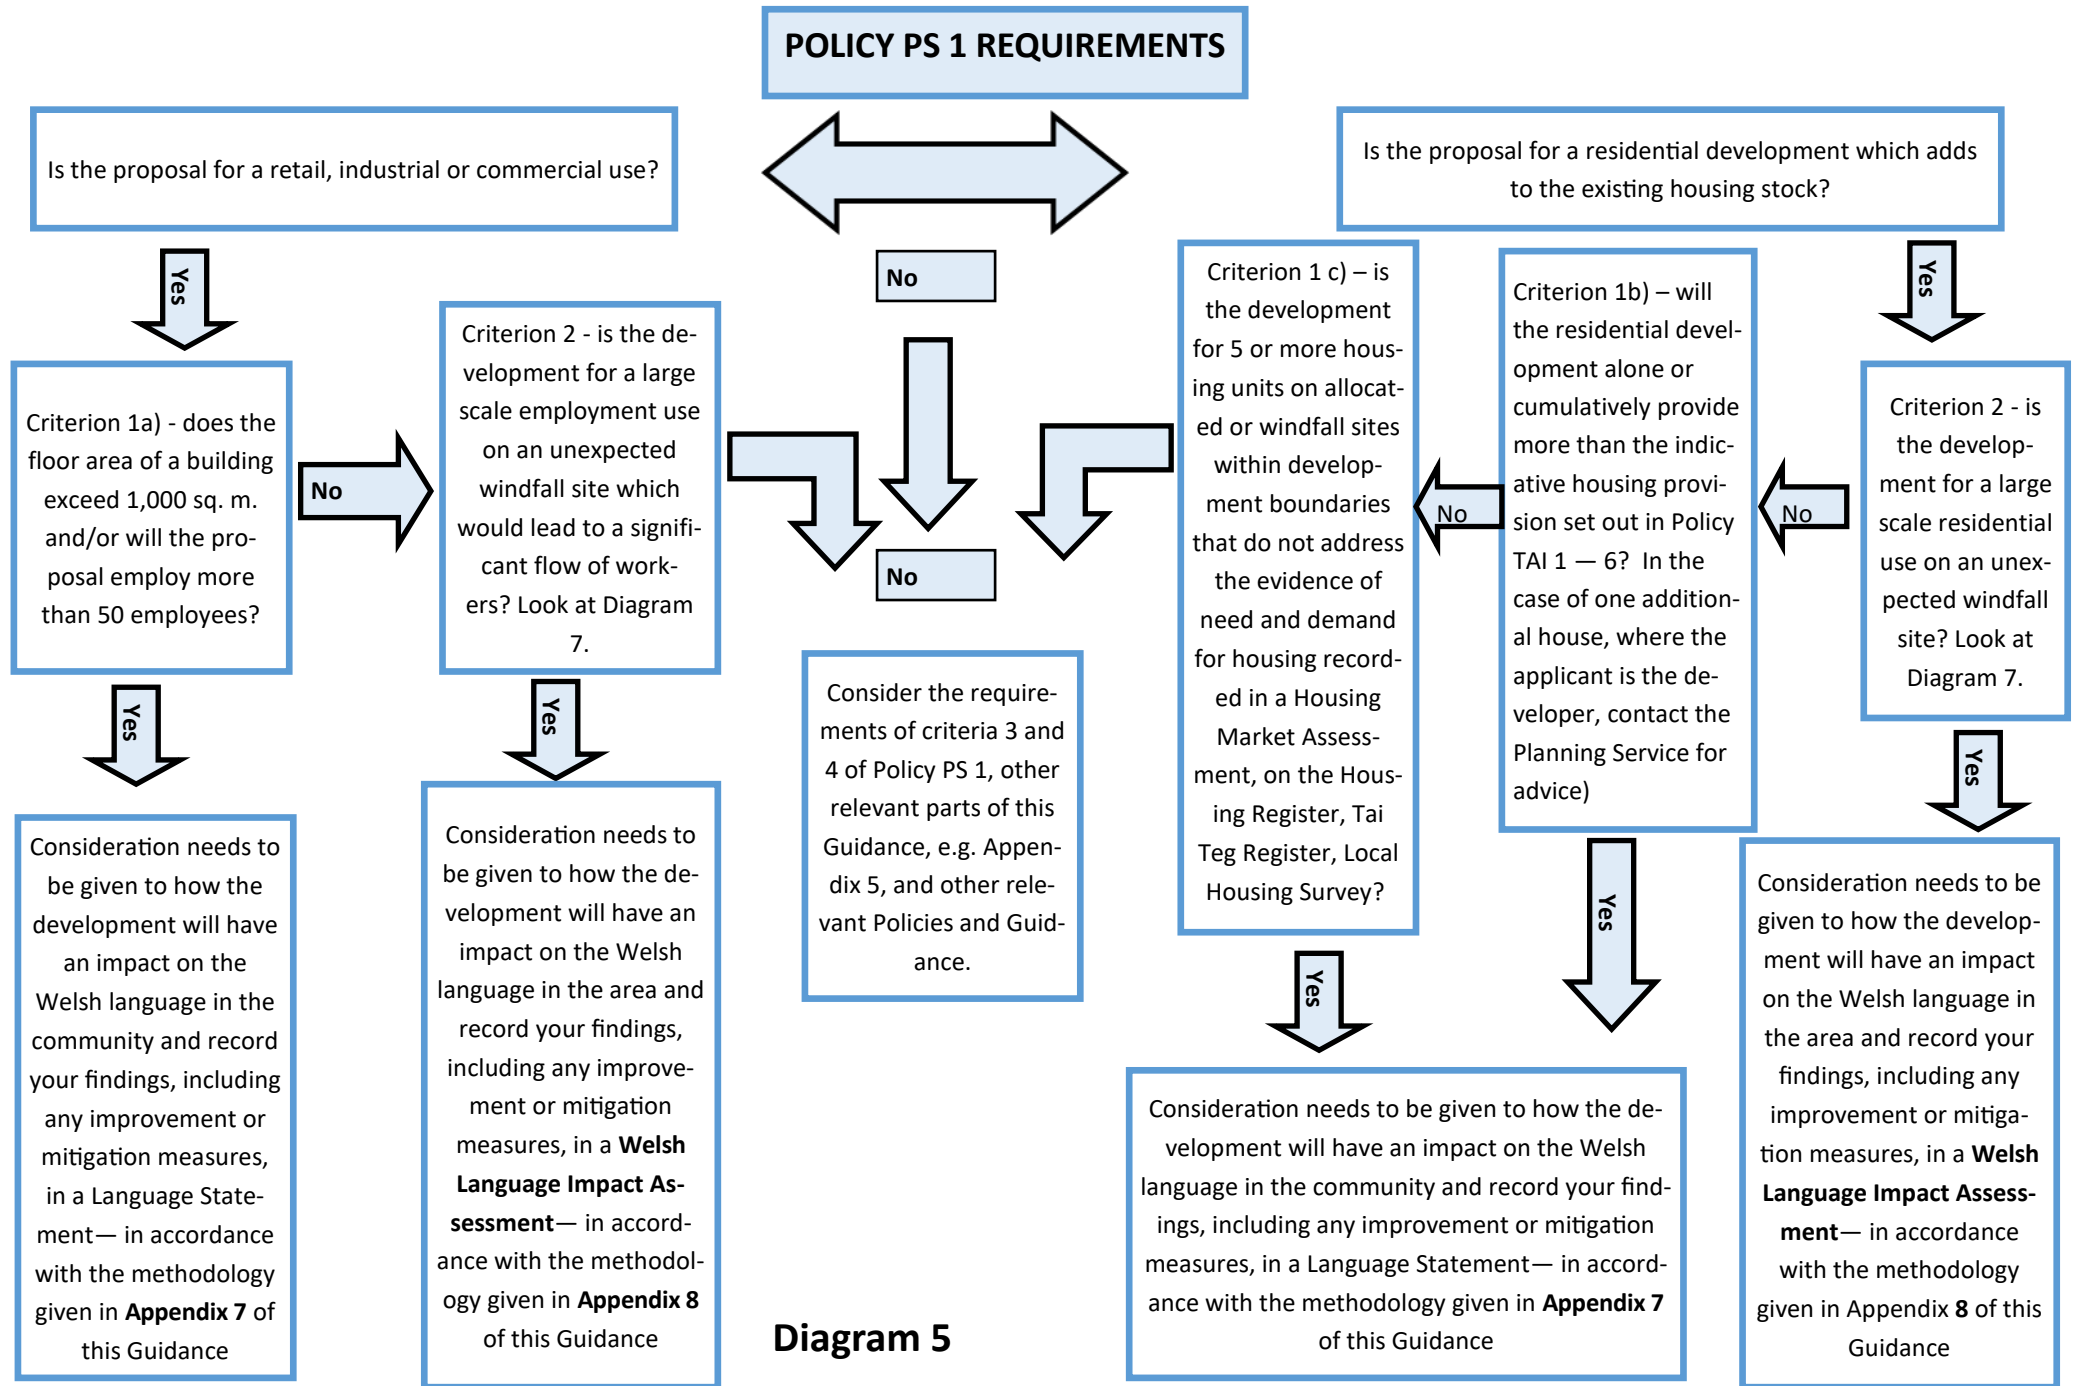 POLICY PS 1 REQUIREMENTS
Is the proposal for a retail, industrial or commercial use?
Yes
Criterion 1a) - does the
floor area of a building
exceed 1,000 sq. m.
and/or will the pro-
posal employ more
than 50 employees?
No
Yes
Consideration needs to
be given to how the
development will have
an impact on the
Welsh language in the
community and record
your findings, including
any improvement or
mitigation measures,
in a Language State-
ment— in accordance
with the methodology
given in Appendix 7 of
this Guidance
Criterion 2 - is the de-
velopment for a large
scale employment use
on an unexpected
windfall site which
would lead to a signifi-
cant flow of work-
ers? Look at Diagram
7.
Yes
Consideration needs to
be given to how the de-
velopment will have an
impact on the Welsh
language in the area and
record your findings,
including any improve-
ment or mitigation
measures, in a Welsh
Language Impact As-
sessment— in accord-
ance with the methodol-
ogy given in Appendix 8
of this Guidance
No
No
Consider the require-
ments of criteria 3 and
4 of Policy PS 1, other
relevant parts of this
Guidance, e.g. Appen-
dix 5, and other rele-
vant Policies and Guid-
ance.
Is the proposal for a residential development which adds
to the existing housing stock?
Yes
Criterion 2 - is
the develop-
ment for a large
scale residential
use on an unex-
pected windfall
site? Look at
Diagram 7.
No
Yes
Consideration needs to be
given to how the develop-
ment will have an impact
on the Welsh language in
the area and record your
findings, including any
improvement or mitiga-
tion measures, in a Welsh
Language Impact Assess-
ment— in accordance
with the methodology
given in Appendix 8 of this
Guidance
Criterion 1b) – will
the residential devel-
opment alone or
cumulatively provide
more than the indic-
ative housing provi-
sion set out in Policy
TAI 1 — 6? In the
case of one addition-
al house, where the
applicant is the de-
veloper, contact the
Planning Service for
advice)
No
Yes
Criterion 1 c) – is
the development
for 5 or more hous-
ing units on allocat-
ed or windfall sites
within develop-
ment boundaries
that do not address
the evidence of
need and demand
for housing record-
ed in a Housing
Market Assess-
ment, on the Hous-
ing Register, Tai
Teg Register, Local
Housing Survey?
Yes
Consideration needs to be given to how the de-
velopment will have an impact on the Welsh
language in the community and record your find-
ings, including any improvement or mitigation
measures, in a Language Statement— in accord-
ance with the methodology given in Appendix 7
of this Guidance
Diagram 5